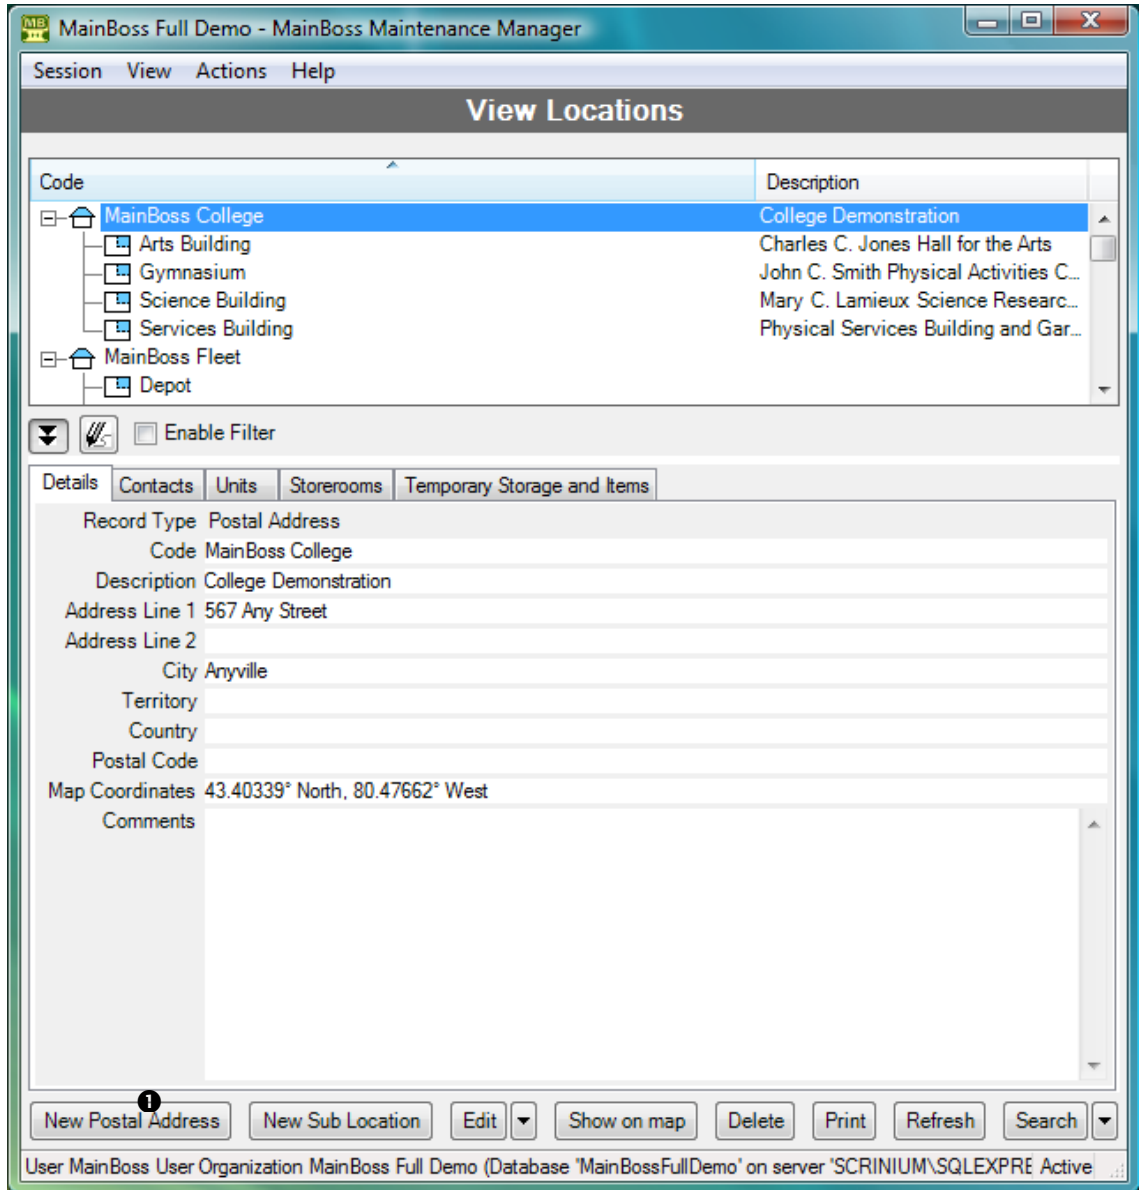 MainBoss Full Demo - MainBoss Maintenance Manager
Session View Actions Help
View Locations
Code Description
MainBoss College College Demonstration
Arts Building Charles C. Jones Hall for the Arts
Gymnasium John C. Smith Physical Activities C...
Science Building Mary C. Lamieux Science Researc...
Services Building Physical Services Building and Gar...
MainBoss Fleet
Depot
Enable Filter
Details Contacts Units Storerooms Temporary Storage and Items
Record Type Postal Address
Code MainBoss College
Description College Demonstration
Address Line 1 567 Any Street
Address Line 2
City Anyville
Territory
Country
Postal Code
Map Coordinates 43.40339° North, 80.47662° West
Comments
❶
New Postal Address New Sub Location Edit Show on map Delete Print Refresh Search
User MainBoss User Organization MainBoss Full Demo (Database 'MainBossFullDemo' on server 'SCRINIUM\SQLEXPRE Active